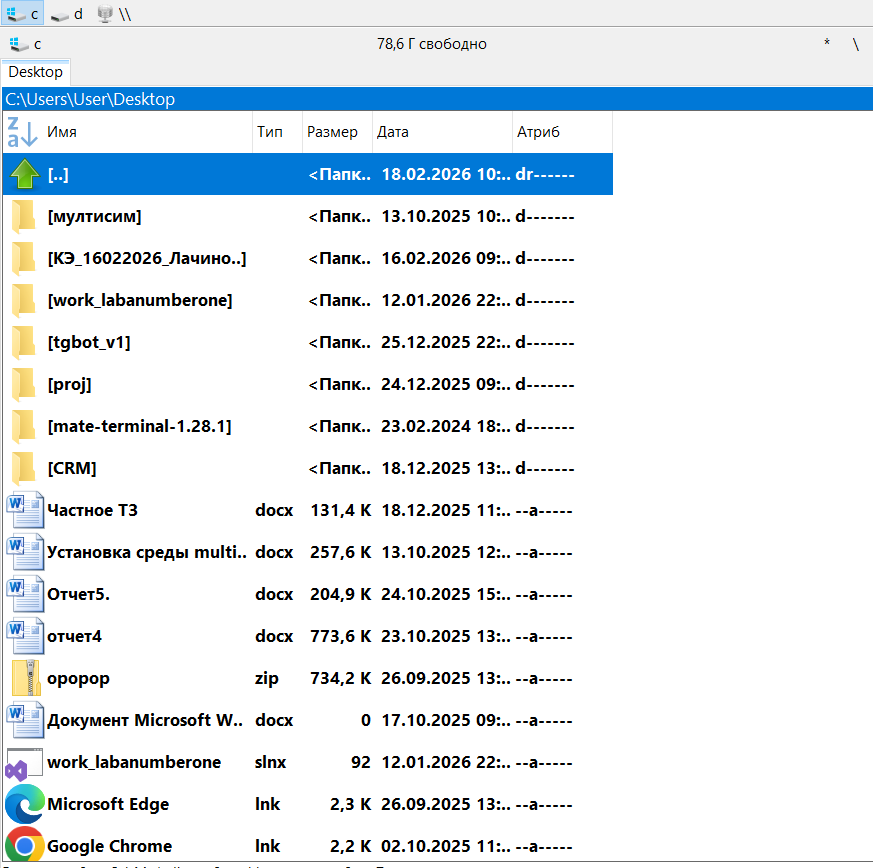 c d \\
c 78,6 Г свободно * \
Desktop
C:\Users\User\Desktop
Имя Тип Размер Дата Атриб
[..] <Папк.. 18.02.2026 10:.. dr------
[мултисим] <Папк.. 13.10.2025 10:.. d-------
[КЭ_16022026_Лачино..] <Папк.. 16.02.2026 09:.. d-------
[work_labanumberone] <Папк.. 12.01.2026 22:.. d-------
[tgbot_v1] <Папк.. 25.12.2025 22:.. d-------
[proj] <Папк.. 24.12.2025 09:.. d-------
[mate-terminal-1.28.1] <Папк.. 23.02.2024 18:.. d-------
[CRM] <Папк.. 18.12.2025 13:.. d-------
Частное ТЗ docx 131,4 K 18.12.2025 11:.. --a-----
Установка среды multi.. docx 257,6 K 13.10.2025 12:.. --a-----
Отчет5. docx 204,9 K 24.10.2025 15:.. --a-----
отчет4 docx 773,6 K 23.10.2025 13:.. --a-----
opopop zip 734,2 K 26.09.2025 13:.. --a-----
Документ Microsoft W.. docx 0 17.10.2025 09:.. --a-----
work_labanumberone slnx 92 12.01.2026 22:.. --a-----
Microsoft Edge lnk 2,3 K 26.09.2025 13:.. --a-----
Google Chrome lnk 2,2 K 02.10.2025 11:.. --a-----